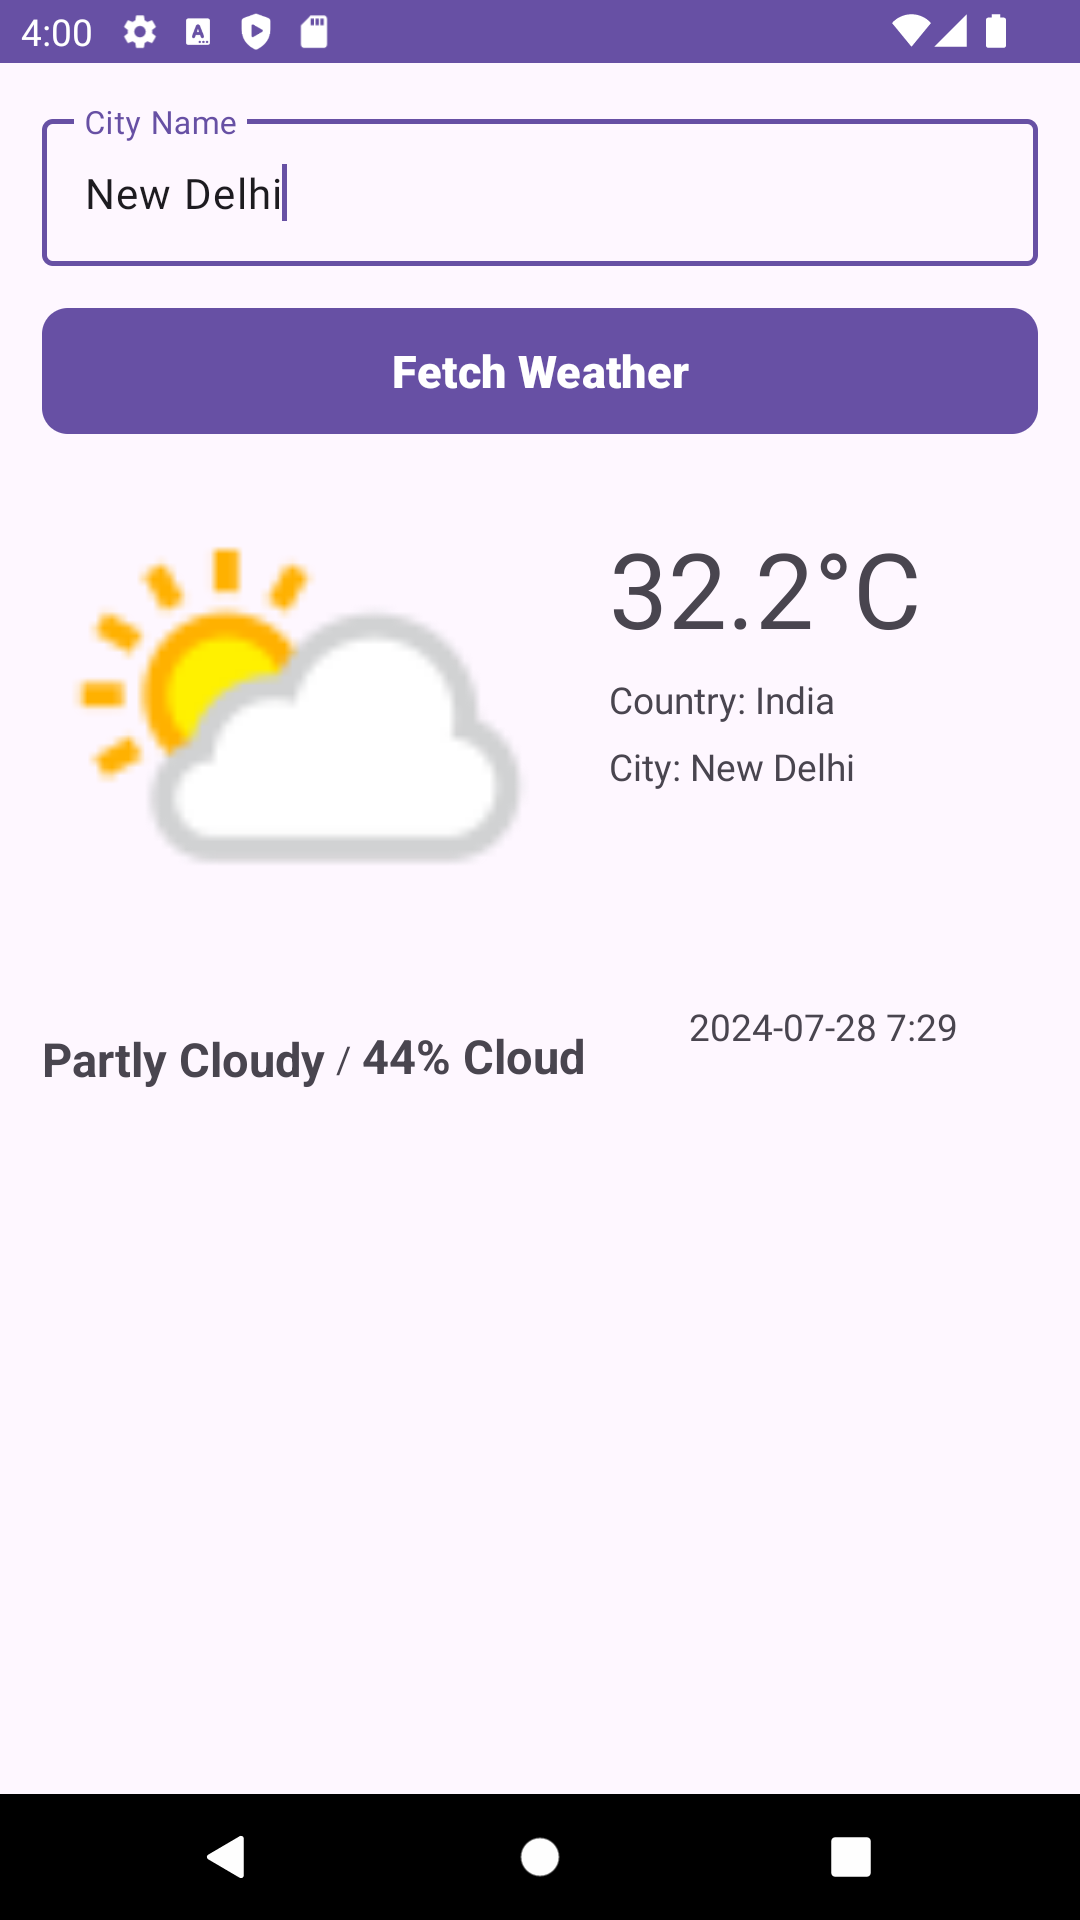 4:00
City Name
New Delhi
Fetch Weather
32.2°C
Country: India
City: New Delhi
2024-07-28 7:29
Partly Cloudy / 44% Cloud